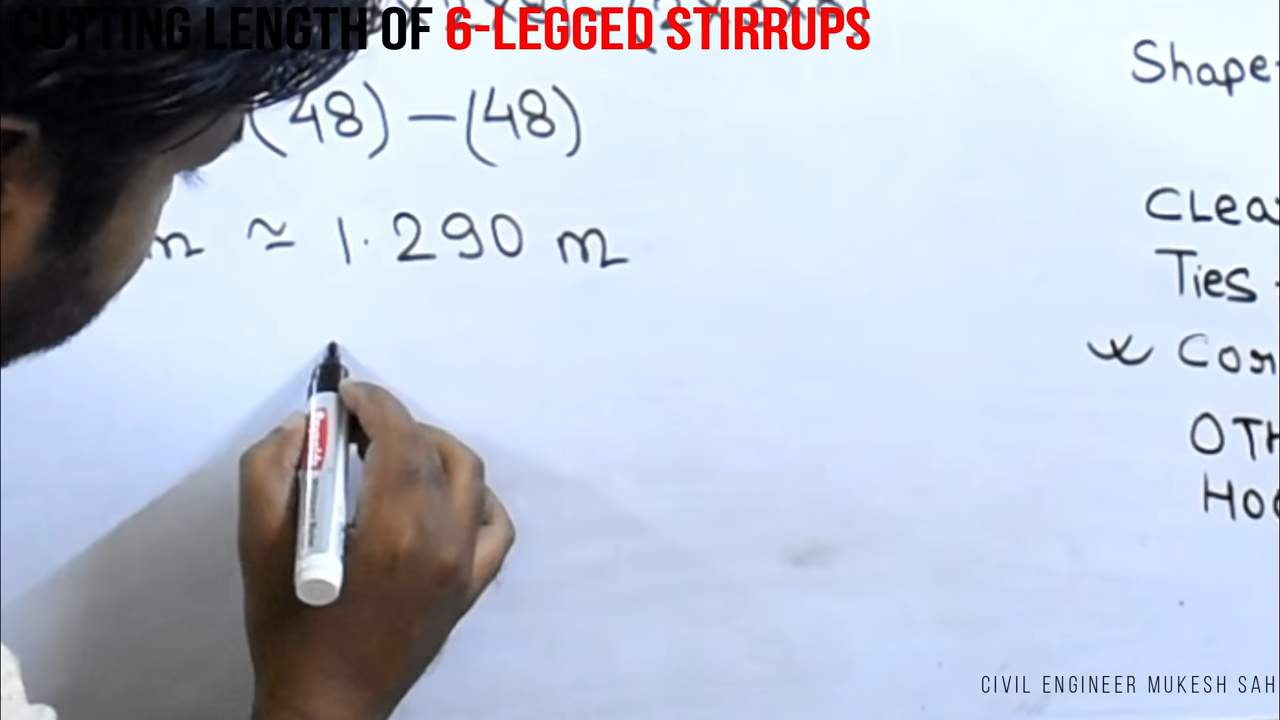 CUTTING LENGTH OF 6-LEGGED STIRRUPS
Shape
(48) - (48)
CLea
m ≃ 1.290 m
Ties -
Cor
OTH
HOO
CIVIL ENGINEER MUKESH SAH